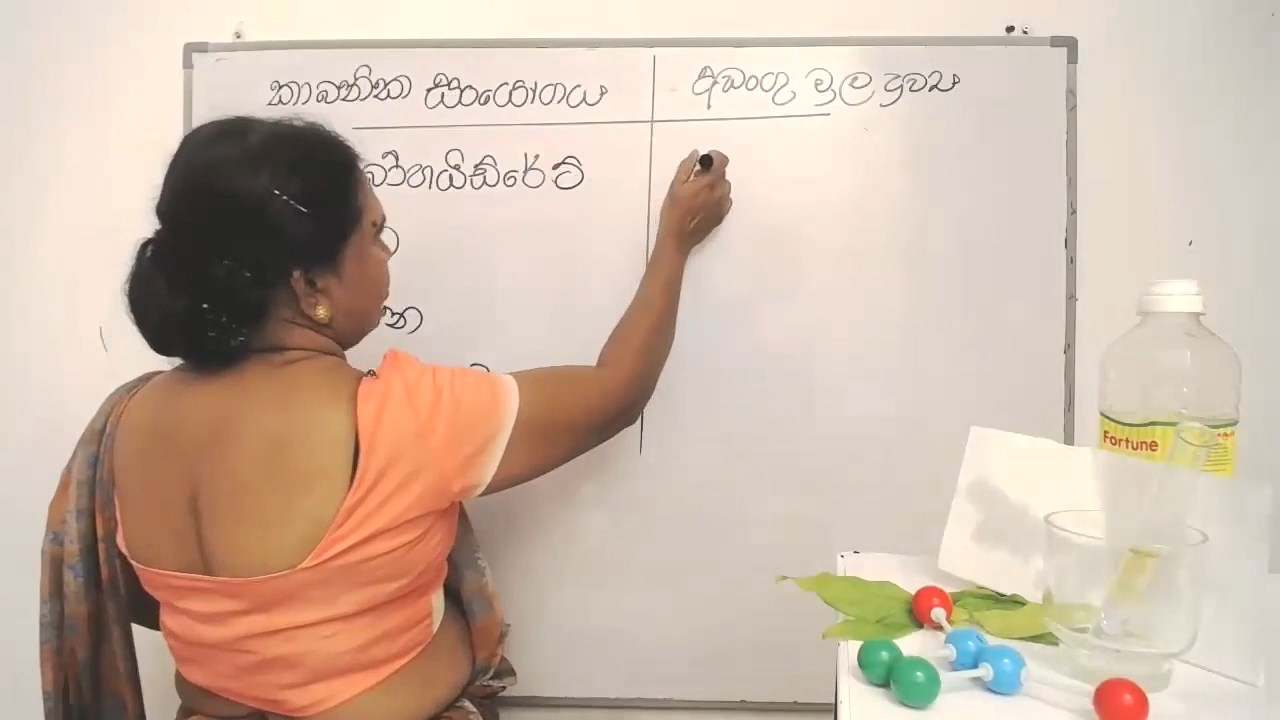 කාබනික සංයෝගය
අඩංගු මුල ද්‍රව්‍ය
බෝහයිඩ්රේට්
න
Fortune